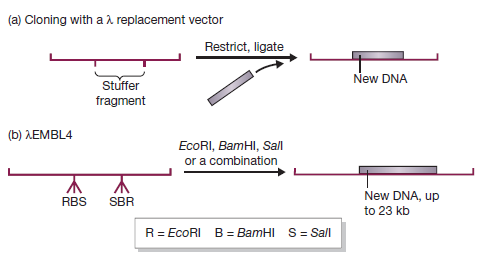 (a) Cloning with a λ replacement vector
Restrict, ligate
Stuffer
fragment
New DNA
(b) λEMBL4
EcoRI, BamHI, SalI
or a combination
RBS
SBR
New DNA, up
to 23 kb
R = EcoRI B = BamHI S = SalI